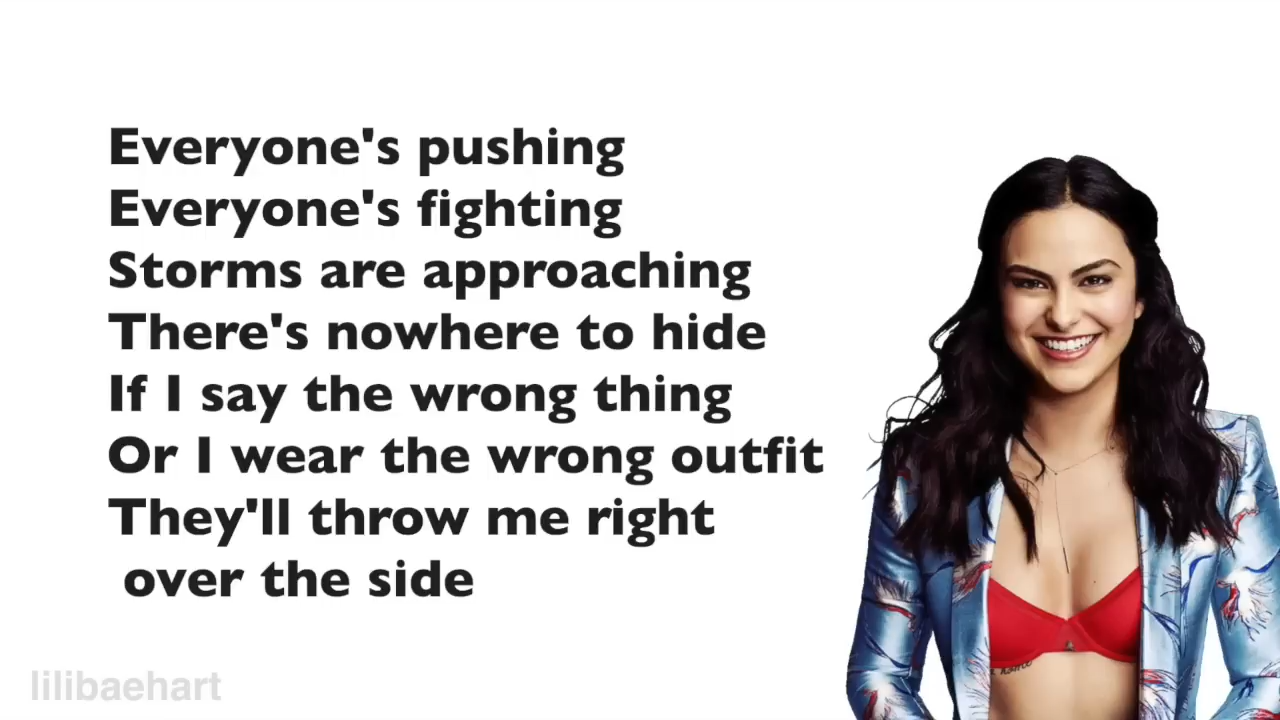 Everyone's pushing
Everyone's fighting
Storms are approaching
There's nowhere to hide
If I say the wrong thing
Or I wear the wrong outfit
They'll throw me right
over the side
lilibaehart